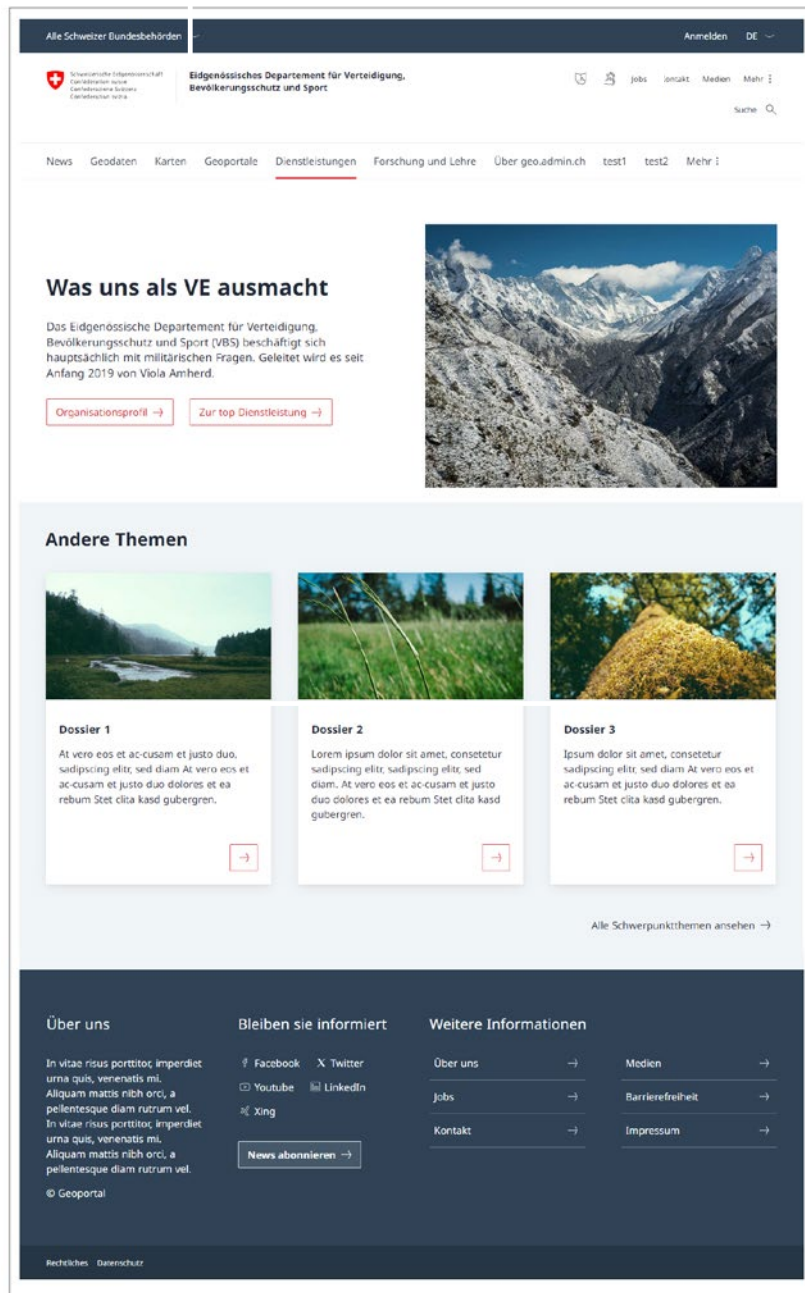 Alle Schweizer Bundesbehörden
Anmelden DE
Schweizerische Eidgenossenschaft
Confédération suisse
Confederazione Svizzera
Confederaziun svizra
Eidgenössisches Departement für Verteidigung,
Bevölkerungsschutz und Sport
Jobs Kontakt Medien Mehr
Suche
News Geodaten Karten Geoportale Dienstleistungen Forschung und Lehre Über geo.admin.ch test1 test2 Mehr
Was uns als VE ausmacht
Das Eidgenössische Departement für Verteidigung,
Bevölkerungsschutz und Sport (VBS) beschäftigt sich
hauptsächlich mit militärischen Fragen. Geleitet wird es seit
Anfang 2019 von Viola Amherd.
Organisationsprofil → Zur top Dienstleistung →
Andere Themen
Dossier 1
At vero eos et ac-cusam et justo duo,
sadipscing elitr, sed diam At vero eos et
ac-cusam et justo duo dolores et ea
rebum Stet clita kasd gubergren.
Dossier 2
Lorem ipsum dolor sit amet, consetetur
sadipscing elitr, sadipscing elitr, sed
diam. At vero eos et ac-cusam et justo
duo dolores et ea rebum Stet clita kasd
gubergren.
Dossier 3
Ipsum dolor sit amet, consetetur
sadipscing elitr, sed diam At vero eos et
ac-cusam et justo duo dolores et ea
rebum Stet clita kasd gubergren.
Alle Schwerpunktthemen ansehen →
Über uns
In vitae risus porttitor, imperdiet
urna quis, venenatis mi.
Aliquam mattis nibh orci, a
pellentesque diam rutrum vel.
In vitae risus porttitor, imperdiet
urna quis, venenatis mi.
Aliquam mattis nibh orci, a
pellentesque diam rutrum vel.
© Geoportal
Bleiben sie informiert
Facebook Twitter
Youtube LinkedIn
Xing
News abonnieren →
Weitere Informationen
Über uns →
Jobs →
Kontakt →
Medien →
Barrierefreiheit →
Impressum →
Rechtliches Datenschutz